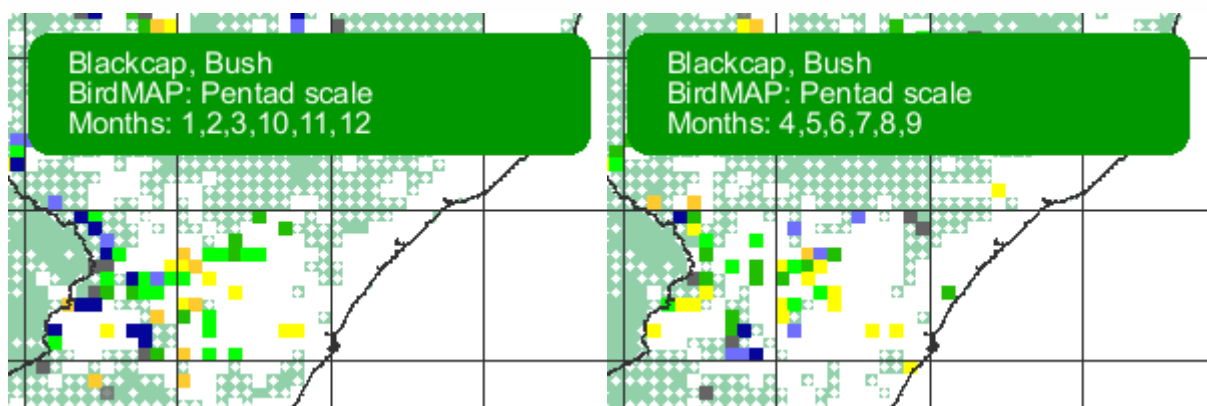 Blackcap, Bush
BirdMAP: Pentad scale
Months: 1,2,3,10,11,12
Blackcap, Bush
BirdMAP: Pentad scale
Months: 4,5,6,7,8,9